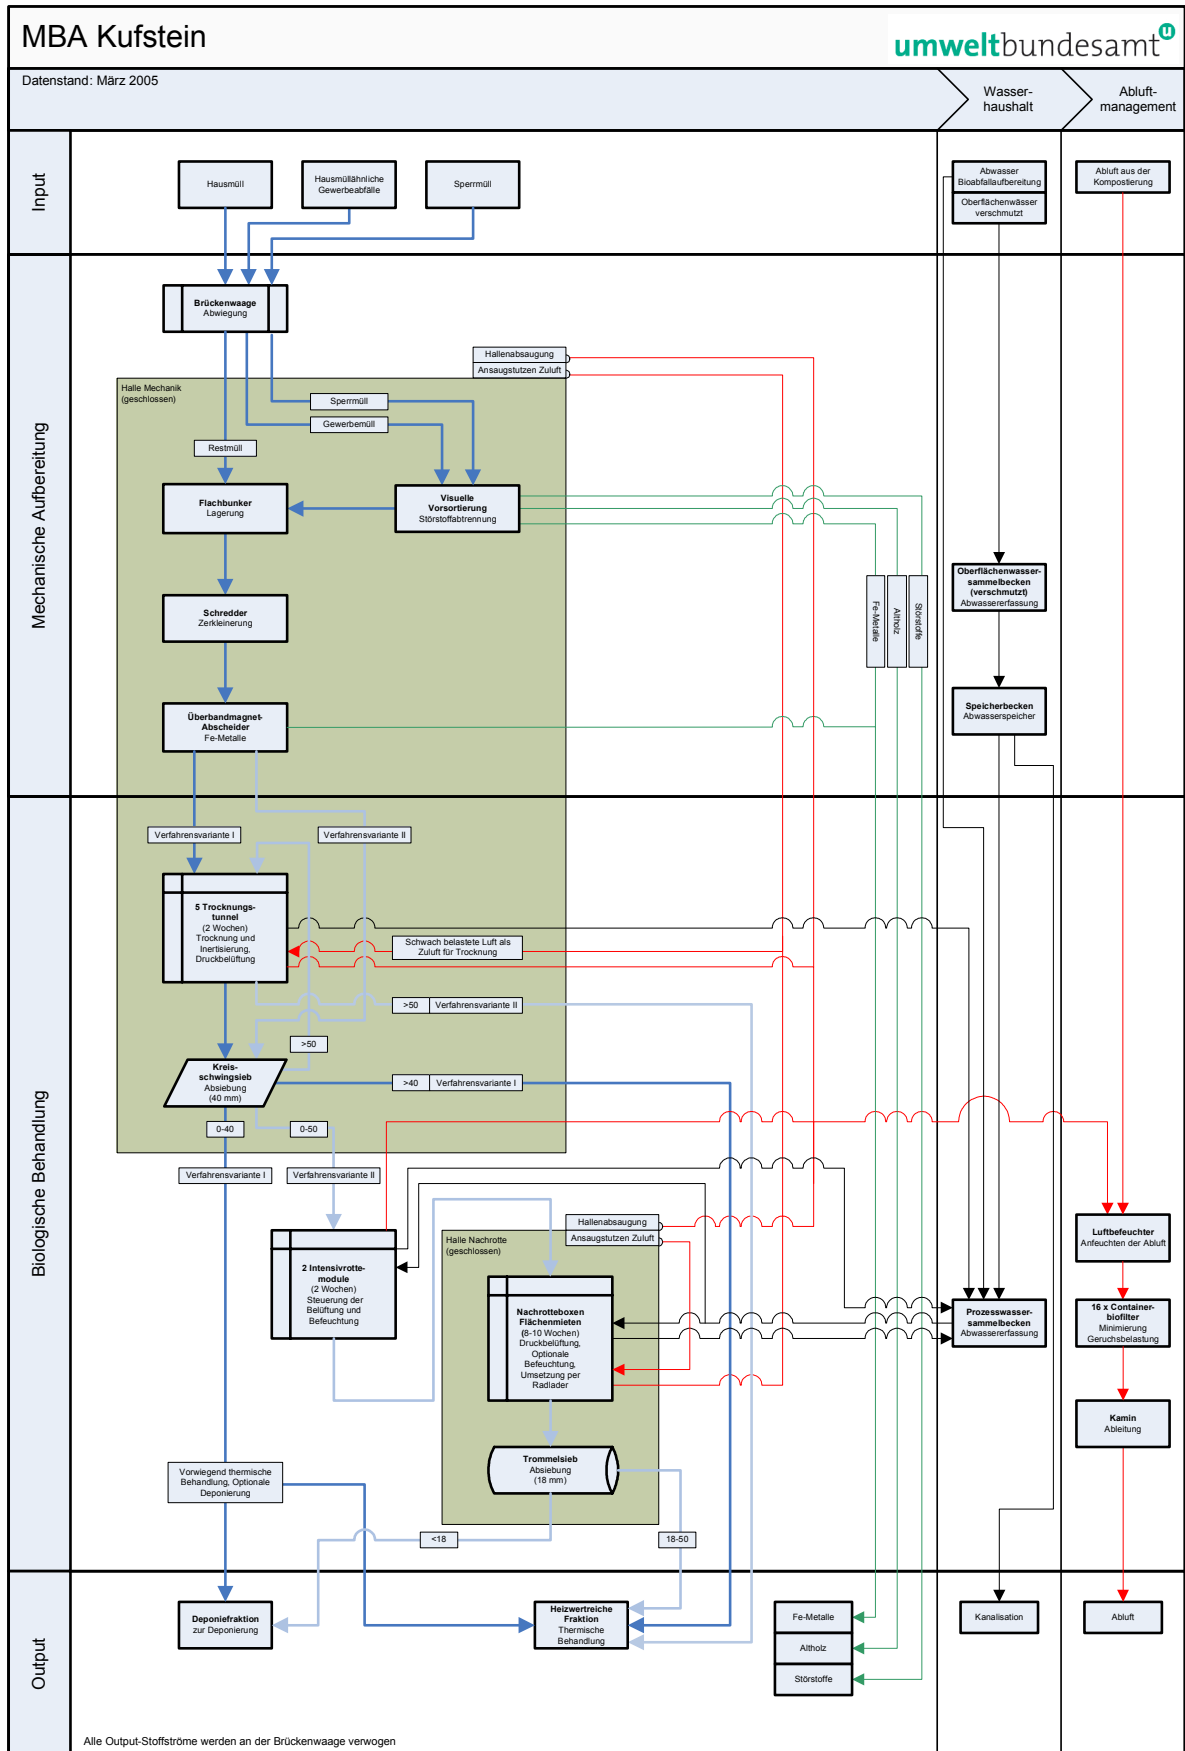 MBA Kufstein
umweltbundesamt
u
Datenstand: März 2005
Wasser-
haushalt
Abluft-
management
Input
Hausmüll
Hausmüllähnliche
Gewerbeabfälle
Sperrmüll
Abwasser
Bioabfallaufbereitung
Oberflächenwässer
verschmutzt
Abluft aus der
Kompostierung
Mechanische Aufbereitung
Brückenwaage
Abwiegung
Hallenabsaugung
Ansaugstutzen Zuluft
Halle Mechanik
(geschlossen)
Sperrmüll
Gewerbemüll
Restmüll
Flachbunker
Lagerung
Visuelle
Vorsortierung
Störstoffabtrennung
Fe-Metalle
Altholz
Störstoffe
Oberflächenwasser-
sammelbecken
(verschmutzt)
Abwassererfassung
Schredder
Zerkleinerung
Überbandmagnet-
Abscheider
Fe-Metalle
Speicherbecken
Abwasserspeicher
Biologische Behandlung
Verfahrensvariante I
Verfahrensvariante II
5 Trocknungs-
tunnel
(2 Wochen)
Trocknung und
Inertisierung,
Druckbelüftung
Schwach belastete Luft als
Zuluft für Trocknung
>50
Verfahrensvariante II
>50
Kreis-
schwingsieb
Absiebung
(40 mm)
>40
Verfahrensvariante I
0-40
0-50
Verfahrensvariante I
Verfahrensvariante II
Hallenabsaugung
Ansaugstutzen Zuluft
Halle Nachrotte
(geschlossen)
2 Intensivrotte-
module
(2 Wochen)
Steuerung der
Belüftung und
Befeuchtung
Nachrotteboxen
Flächenmieten
(8-10 Wochen)
Druckbelüftung,
Optionale
Befeuchtung,
Umsetzung per
Radlader
Prozesswasser-
sammelbecken
Abwassererfassung
Luftbefeuchter
Anfeuchten der Abluft
16 x Container-
biofilter
Minimierung
Geruchsbelastung
Kamin
Ableitung
Trommelsieb
Absiebung
(18 mm)
Vorwiegend thermische
Behandlung, Optionale
Deponierung
<18
18-50
Output
Deponiefraktion
zur Deponierung
Heizwertreiche
Fraktion
Thermische
Behandlung
Fe-Metalle
Altholz
Störstoffe
Kanalisation
Abluft
Alle Output-Stoffströme werden an der Brückenwaage verwogen